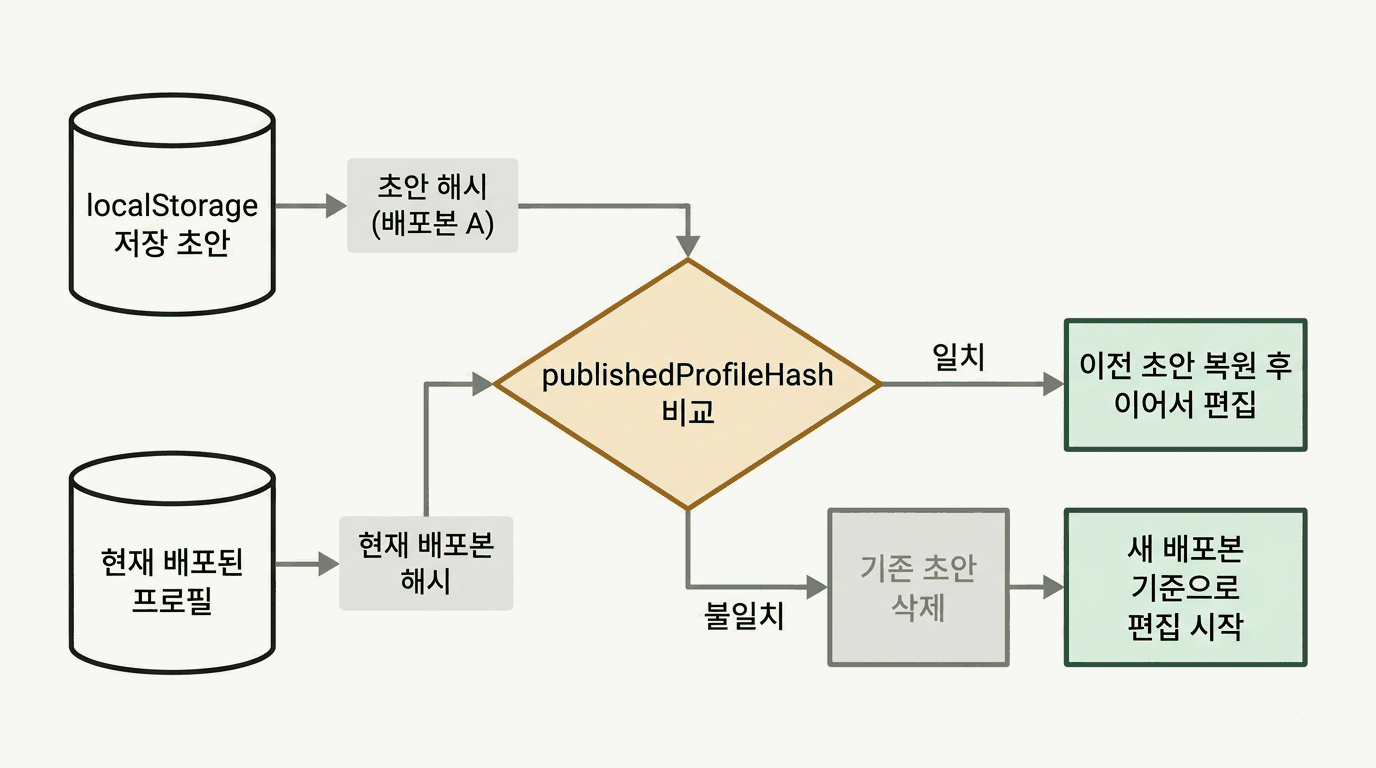 localStorage
저장 초안
초안 해시
(배포본 A)
publishedProfileHash
비교
일치
이전 초안 복원 후
이어서 편집
현재 배포된
프로필
현재 배포본
해시
불일치
기존 초안
삭제
새 배포본
기준으로
편집 시작